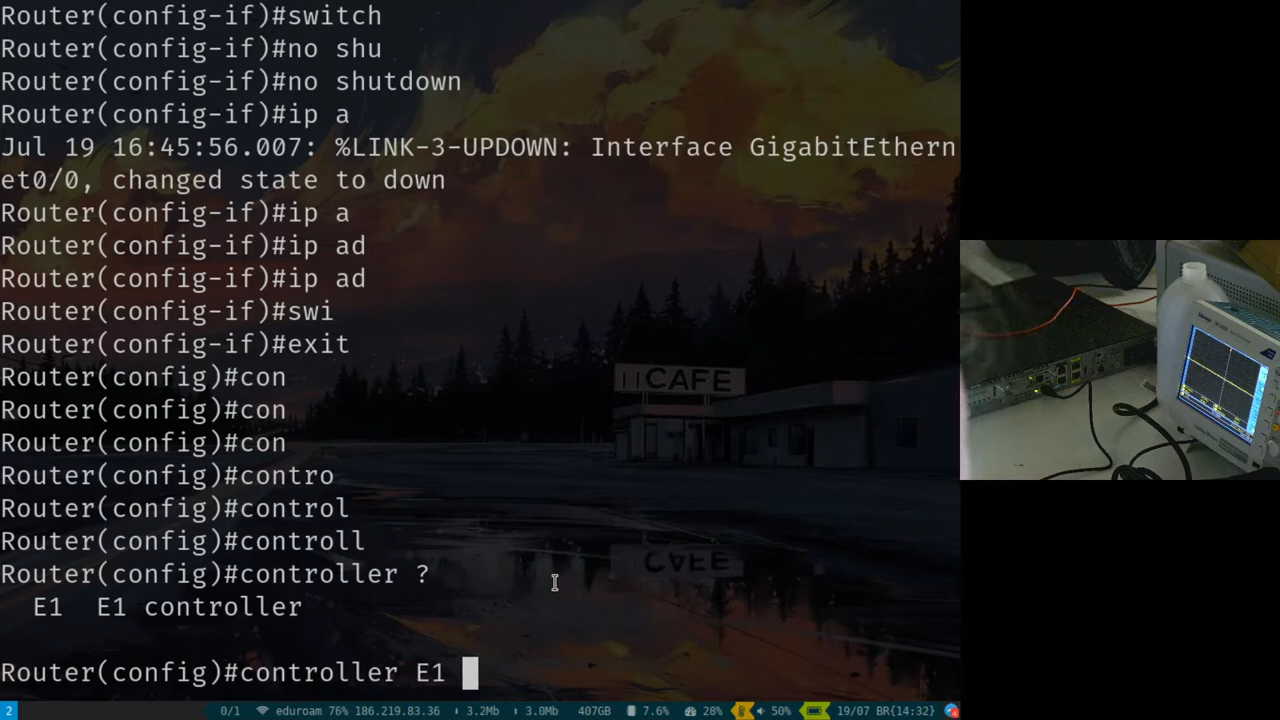 Router(config-if)#switch
Router(config-if)#no shu
Router(config-if)#no shutdown
Router(config-if)#ip a
Jul 19 16:45:56.007: %LINK-3-UPDOWN: Interface GigabitEthern
et0/0, changed state to down
Router(config-if)#ip a
Router(config-if)#ip ad
Router(config-if)#ip ad
Router(config-if)#swi
Router(config-if)#exit
Router(config)#con
Router(config)#con
Router(config)#con
Router(config)#contro
Router(config)#control
Router(config)#controll
Router(config)#controller ?
E1 E1 controller
Router(config)#controller E1
CAFE
2 0/1 eduroam 76% 186.219.83.36 3.2Mb 3.0Mb 407GB 7.6% 28% 50% 19/07 BR{14:32}